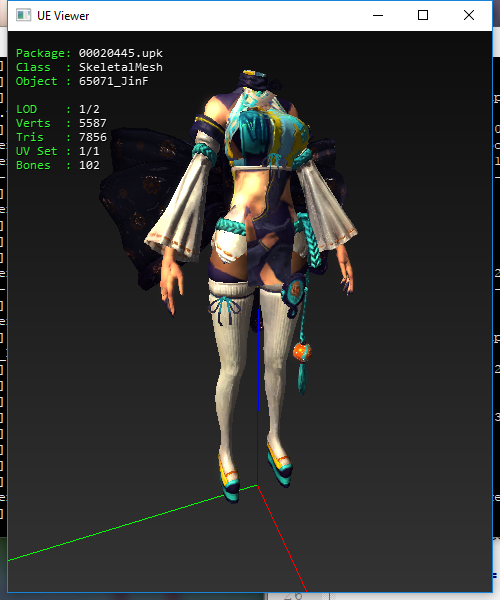 UE Viewer
Package: 00020445.upk
Class : SkeletalMesh
Object : 65071_JinF
LOD : 1/2
Verts : 5587
Tris : 7856
UV Set : 1/1
Bones : 102